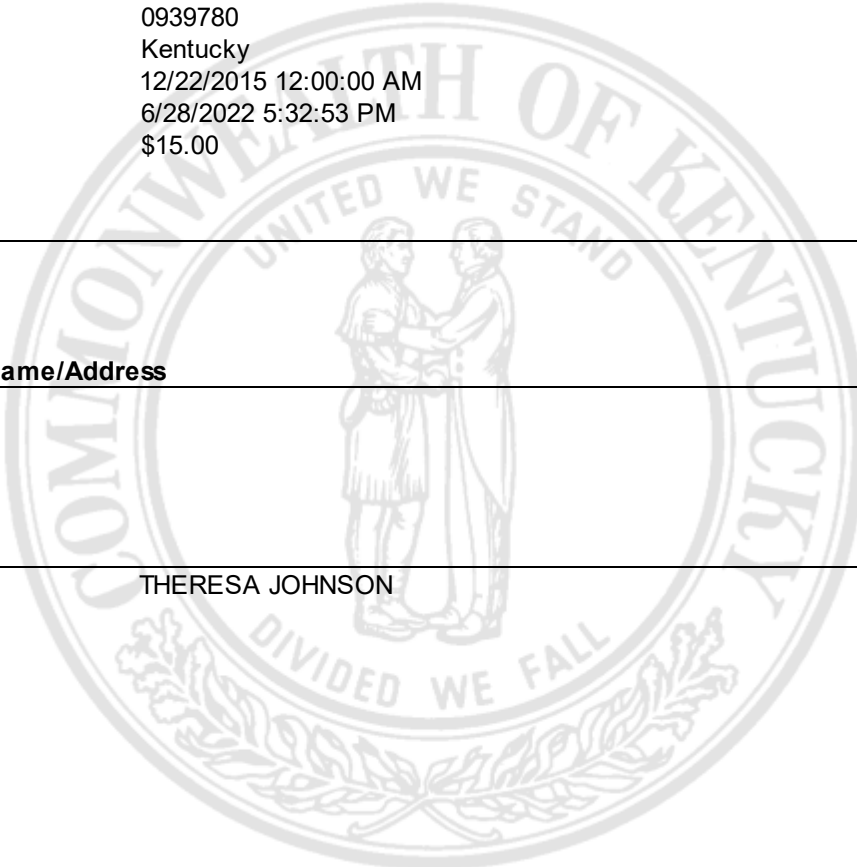 0939780
Kentucky
12/22/2015 12:00:00 AM
6/28/2022 5:32:53 PM
$15.00
COMMONWEALTH OF KENTUCKY
UNITED WE STAND
ame/Address
THERESA JOHNSON
DIVIDED WE FALL